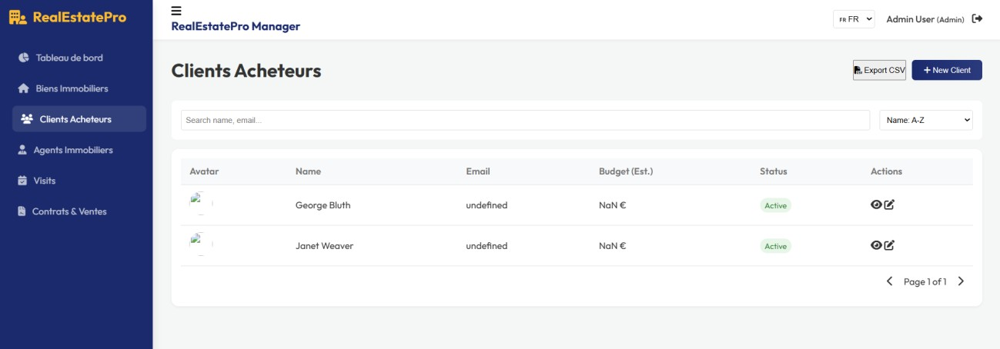 RealEstatePro
RealEstatePro Manager
FR FR
Admin User (Admin)
Tableau de bord
Biens Immobiliers
Clients Acheteurs
Agents Immobiliers
Visits
Contrats & Ventes
Clients Acheteurs
Export CSV
+ New Client
Search name, email...
Name: A-Z
Avatar Name Email Budget (Est.) Status Actions
George Bluth undefined NaN € Active
Janet Weaver undefined NaN € Active
Page 1 of 1